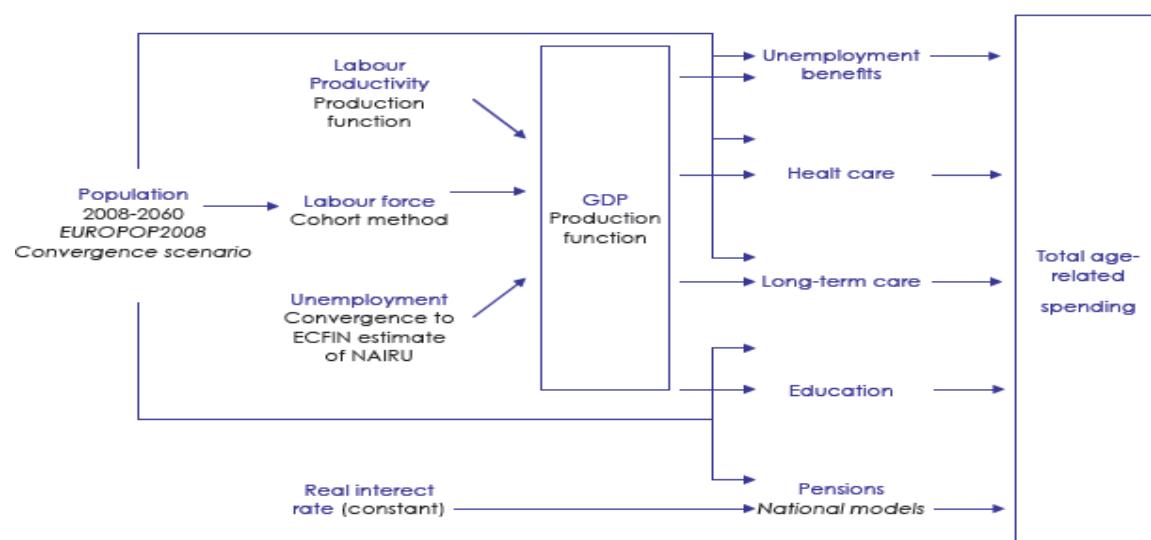 Population
2008-2060
EUROPOP2008
Convergence scenario
Labour
Productivity
Production
function
Labour force
Cohort method
Unemployment
Convergence to
ECFIN estimate
of NAIRU
Real interect
rate (constant)
GDP
Production
function
Unemployment
benefits
Healt care
Long-term care
Education
Pensions
National models
Total age-
related
spending